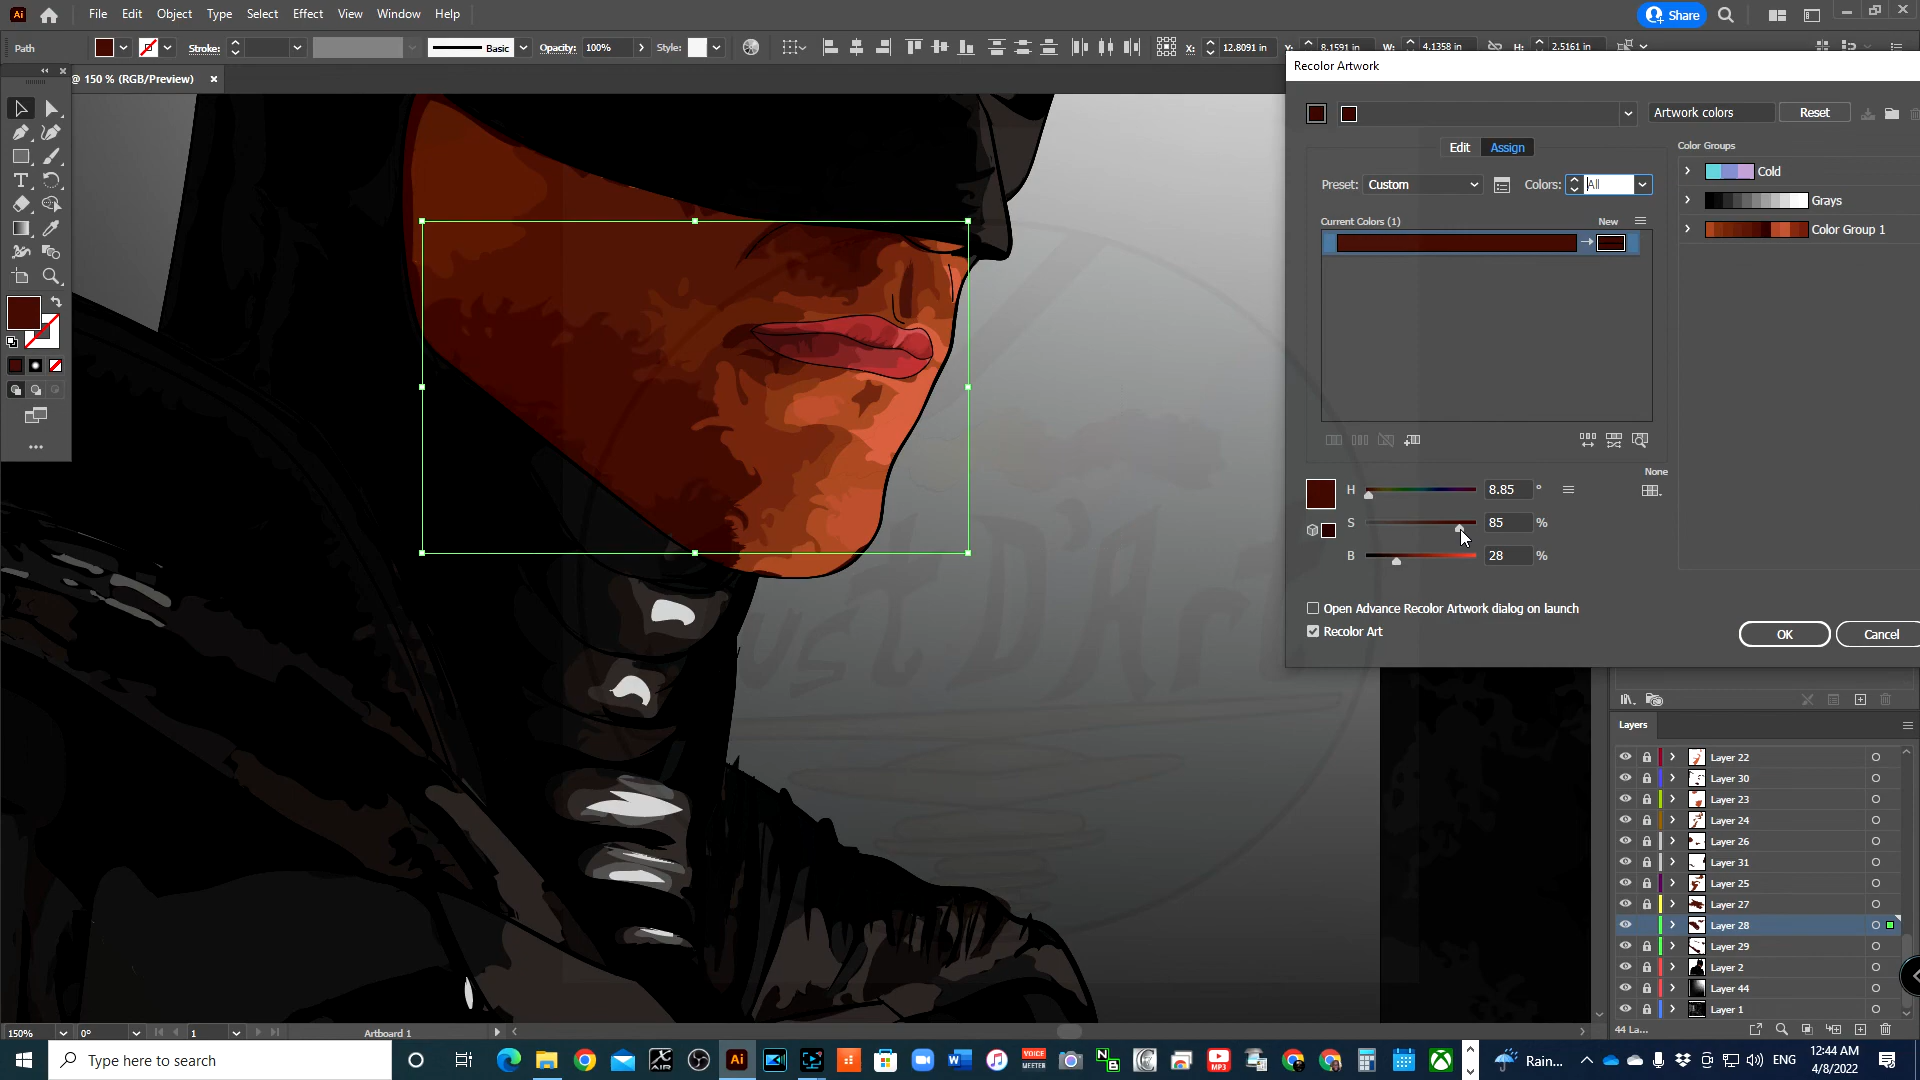 File Edit Object Type Select Effect View Window Help
Share
Path
Stroke:
Basic
Opacity: 100%
Style:
X: 12.8091 in Y: 8.1591 in W: 4.1358 in H: 2.5161 in
@ 150 % (RGB/Preview)
Recolor Artwork
Artwork colors
Reset
Edit Assign
Color Groups
Preset: Custom
Colors: All
Cold
Current Colors (1)
New
Grays
Color Group 1
None
H 8.85 °
S 85 %
B 28 %
Open Advance Recolor Artwork dialog on launch
Recolor Art
OK Cancel
ust D'Art
Layers
Layer 22
Layer 30
Layer 23
Layer 24
Layer 26
Layer 31
Layer 25
Layer 27
Layer 28
Layer 29
Layer 2
Layer 44
Layer 1
44 La...
150% 0° 1 Artboard 1
Type here to search
Rain...
ENG
12:44 AM
4/8/2022